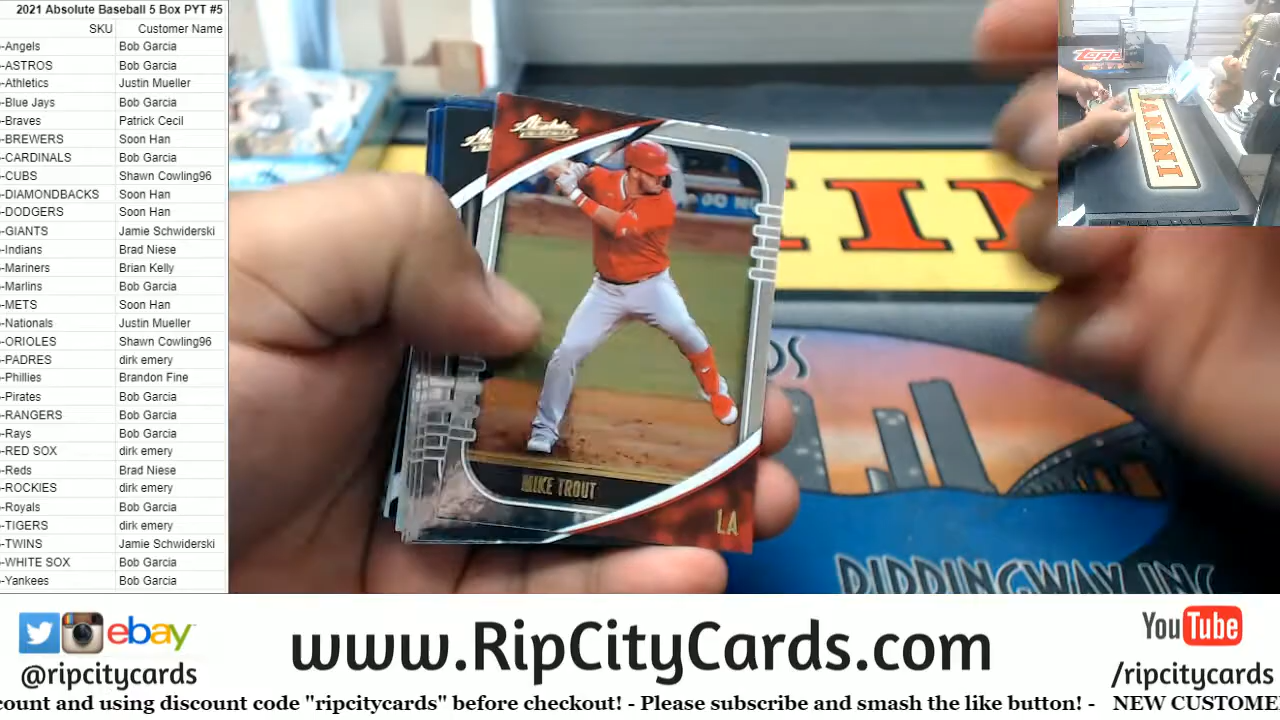 2021 Absolute Baseball 5 Box PYT #5
SKU Customer Name
-Angels Bob Garcia
-ASTROS Bob Garcia
-Athletics Justin Mueller
-Blue Jays Bob Garcia
-Braves Patrick Cecil
-BREWERS Soon Han
-CARDINALS Bob Garcia
-CUBS Shawn Cowling96
-DIAMONDBACKS Soon Han
-DODGERS Soon Han
-GIANTS Jamie Schwiderski
-Indians Brad Niese
-Mariners Brian Kelly
-Marlins Bob Garcia
-METS Soon Han
-Nationals Justin Mueller
-ORIOLES Shawn Cowling96
-PADRES dirk emery
-Phillies Brandon Fine
-Pirates Bob Garcia
-RANGERS Bob Garcia
-Rays Bob Garcia
-RED SOX dirk emery
-Reds Brad Niese
-ROCKIES dirk emery
-Royals Bob Garcia
-TIGERS dirk emery
-TWINS Jamie Schwiderski
-WHITE SOX Bob Garcia
-Yankees Bob Garcia
Absolute
MIKE TROUT
LA
PANINI
RIPPINGWAX INC
ebay
@ripcitycards
www.RipCityCards.com
YouTube
/ripcitycards
count and using discount code "ripcitycards" before checkout! - Please subscribe and smash the like button! - NEW CUSTOME